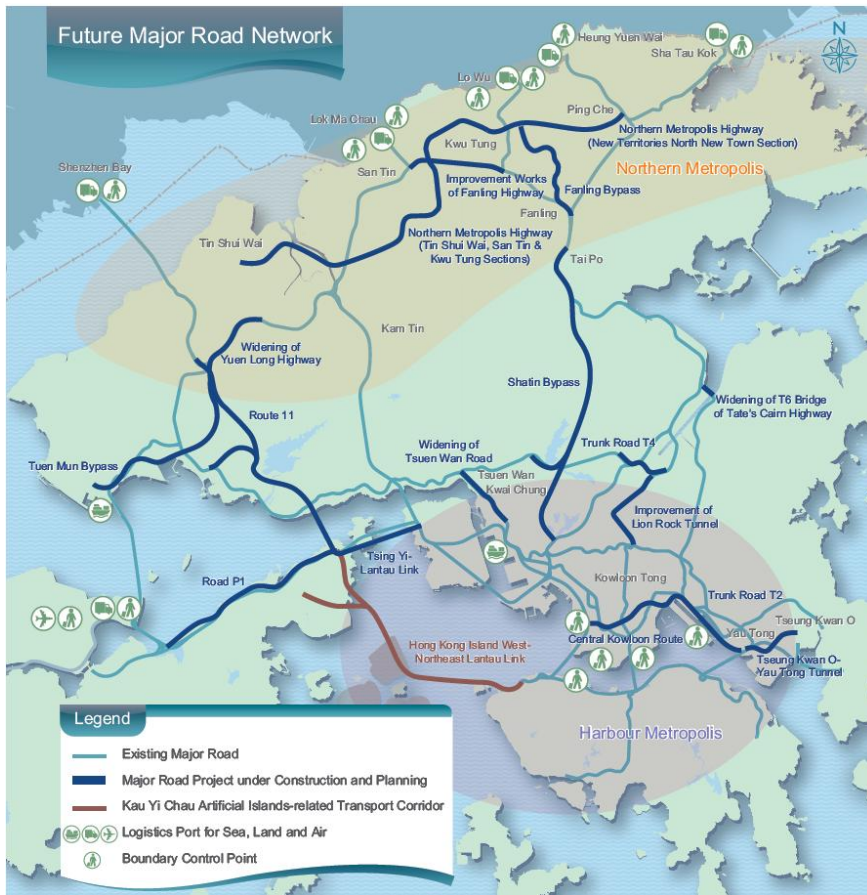 Future Major Road Network
N
Heung Yuen Wai
Sha Tau Kok
Lo Wu
Ping Che
Lok Ma Chau
Kwu Tung
Northern Metropolis Highway
(New Territories North New Town Section)
Shenzhen Bay
San Tin
Improvement Works
of Fanling Highway
Northern Metropolis
Fanling Bypass
Fanling
Tin Shui Wai
Northern Metropolis Highway
(Tin Shui Wai, San Tin &
Kwu Tung Sections)
Tai Po
Kam Tin
Widening of
Yuen Long Highway
Shatin Bypass
Widening of T6 Bridge
of Tate's Cairn Highway
Route 11
Widening of
Tsuen Wan Road
Trunk Road T4
Tuen Mun Bypass
Tsuen Wan
Kwai Chung
Improvement of
Lion Rock Tunnel
Tsing Yi-
Lantau Link
Road P1
Kowloon Tong
Trunk Road T2
Tseung Kwan O
Central Kowloon Route
Yau Tong
Hong Kong Island West-
Northeast Lantau Link
Tseung Kwan O-
Yau Tong Tunnel
Harbour Metropolis
Legend
Existing Major Road
Major Road Project under Construction and Planning
Kau Yi Chau Artificial Islands-related Transport Corridor
Logistics Port for Sea, Land and Air
Boundary Control Point